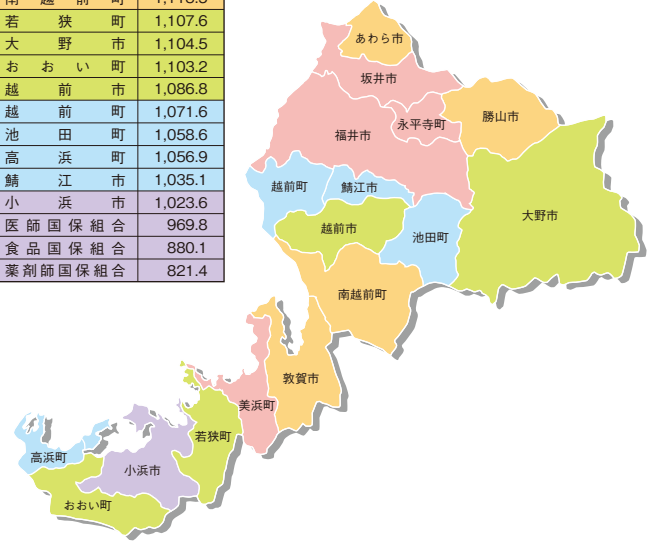 若狭町 1,107.6
大野市 1,104.5
おおい町 1,103.2
越前市 1,086.8
越前町 1,071.6
池田町 1,058.6
高浜町 1,056.9
鯖江市 1,035.1
小浜市 1,023.6
医師国保組合 969.8
食品国保組合 880.1
薬剤師国保組合 821.4
あわら市
坂井市
永平寺町
勝山市
福井市
越前町
鯖江市
大野市
越前市
池田町
南越前町
敦賀市
美浜町
若狭町
高浜町
小浜市
おおい町